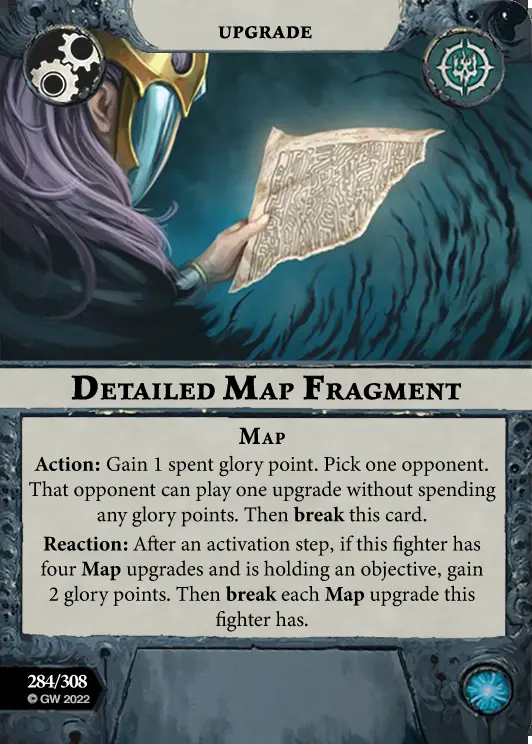 UPGRADE
DETAILED MAP FRAGMENT
MAP
Action: Gain 1 spent glory point. Pick one opponent.
That opponent can play one upgrade without spending
any glory points. Then break this card.
Reaction: After an activation step, if this fighter has
four Map upgrades and is holding an objective, gain
2 glory points. Then break each Map upgrade this
fighter has.
284/308
© GW 2022